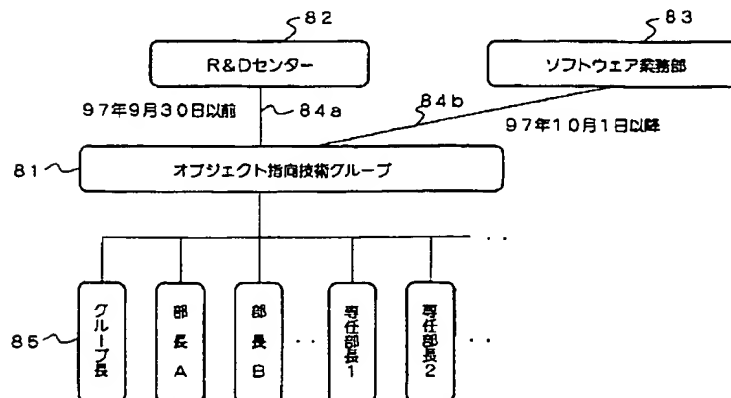 ８２
８３
Ｒ＆Ｄセンター
ソフトウェア業務部
９７年９月３０日以前
８４ａ
８４ｂ
９７年１０月１日以降
８１
オブジェクト指向技術グループ
・・
８５
グループ長
部長Ａ
部長Ｂ
・・
専任部長１
専任部長２
・・